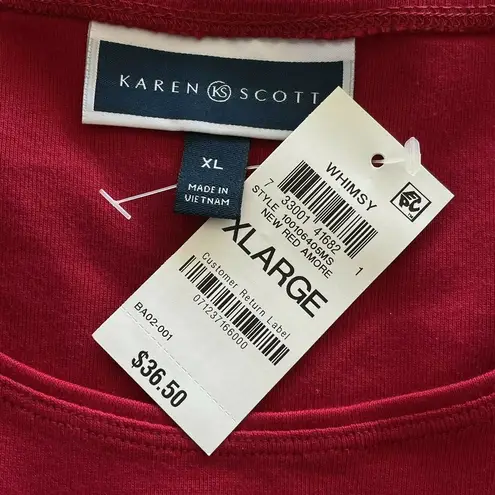 KAREN KS SCOTT
XL
MADE IN
VIETNAM
WHIMSY
7 33001 41682 1
STYLE 100106405MS
NEW RED AMORE
XLARGE
Customer Return Label
071237166000
BA02-001
$36.50